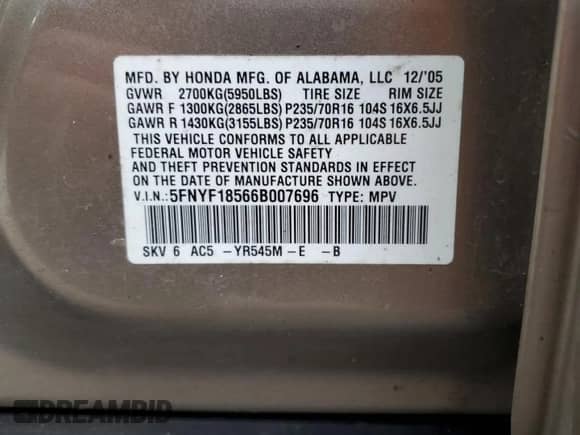 MFD. BY HONDA MFG. OF ALABAMA, LLC 12/'05
GVWR 2700KG(5950LBS) TIRE SIZE RIM SIZE
GAWR F 1300KG(2865LBS) P235/70R16 104S 16X6.5JJ
GAWR R 1430KG(3155LBS) P235/70R16 104S 16X6.5JJ
THIS VEHICLE CONFORMS TO ALL APPLICABLE
FEDERAL MOTOR VEHICLE SAFETY
AND THEFT PREVENTION STANDARDS IN EFFECT
ON THE DATE OF MANUFACTURE SHOWN ABOVE.
V.I.N.: 5FNYF18566B007696 TYPE: MPV
SKV 6 AC5 -YR545M-E -B
DREAMBID